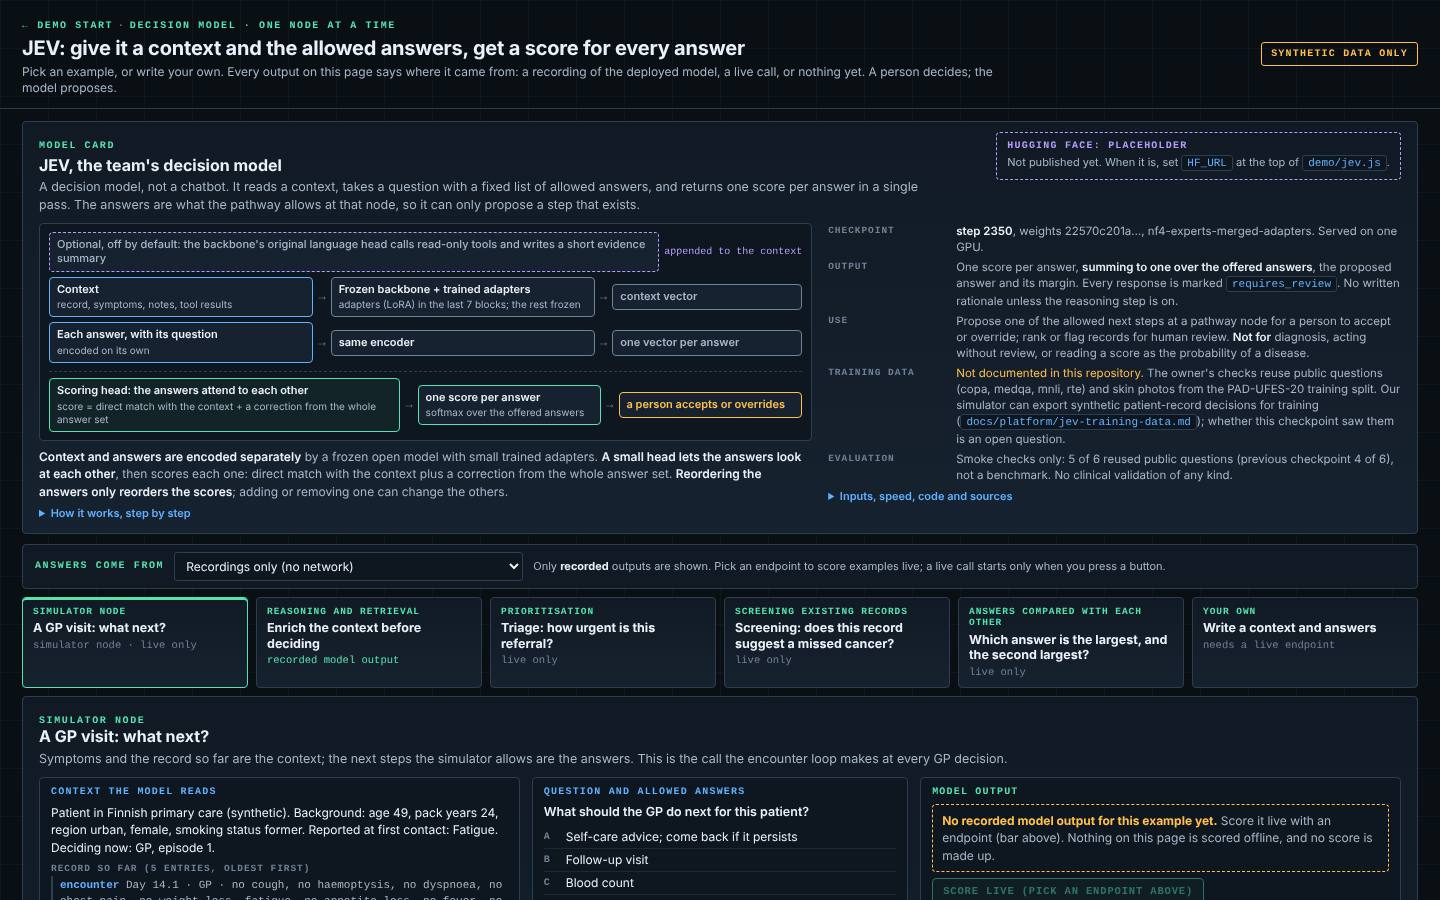 ← DEMO START · DECISION MODEL · ONE NODE AT A TIME
JEV: give it a context and the allowed answers, get a score for every answer
Pick an example, or write your own. Every output on this page says where it came from: a recording of the deployed model, a live call, or nothing yet. A person decides; the
model proposes.
SYNTHETIC DATA ONLY
MODEL CARD
JEV, the team's decision model
A decision model, not a chatbot. It reads a context, takes a question with a fixed list of allowed answers, and returns one score per answer in a single
pass. The answers are what the pathway allows at that node, so it can only propose a step that exists.
HUGGING FACE: PLACEHOLDER
Not published yet. When it is, set HF_URL at the top of demo/jev.js.
Optional, off by default: the backbone's original language head calls read-only tools and writes a short evidence
summary
appended to the context
Context
record, symptoms, notes, tool results
→
Frozen backbone + trained adapters
adapters (LoRA) in the last 7 blocks; the rest frozen
→
context vector
Each answer, with its question
encoded on its own
→
same encoder
→
one vector per answer
Scoring head: the answers attend to each other
score = direct match with the context + a correction from the whole
answer set
→
one score per answer
softmax over the offered answers
→
a person accepts or overrides
Context and answers are encoded separately by a frozen open model with small trained adapters. A small head lets the answers look
at each other, then scores each one: direct match with the context plus a correction from the whole answer set. Reordering the
answers only reorders the scores; adding or removing one can change the others.
▶ How it works, step by step
CHECKPOINT
step 2350, weights 22570c201a…, nf4-experts-merged-adapters. Served on one
GPU.
OUTPUT
One score per answer, summing to one over the offered answers, the proposed
answer and its margin. Every response is marked requires_review. No written
rationale unless the reasoning step is on.
USE
Propose one of the allowed next steps at a pathway node for a person to accept
or override; rank or flag records for human review. Not for diagnosis, acting
without review, or reading a score as the probability of a disease.
TRAINING DATA
Not documented in this repository. The owner's checks reuse public questions
(copa, medqa, mnli, rte) and skin photos from the PAD-UFES-20 training split. Our
simulator can export synthetic patient-record decisions for training
(docs/platform/jev-training-data.md); whether this checkpoint saw them
is an open question.
EVALUATION
Smoke checks only: 5 of 6 reused public questions (previous checkpoint 4 of 6),
not a benchmark. No clinical validation of any kind.
▶ Inputs, speed, code and sources
ANSWERS COME FROM
Recordings only (no network)
Only recorded outputs are shown. Pick an endpoint to score examples live; a live call starts only when you press a button.
SIMULATOR NODE
A GP visit: what next?
simulator node · live only
REASONING AND RETRIEVAL
Enrich the context before
deciding
recorded model output
PRIORITISATION
Triage: how urgent is this
referral?
live only
SCREENING EXISTING RECORDS
Screening: does this record
suggest a missed cancer?
live only
ANSWERS COMPARED WITH EACH
OTHER
Which answer is the largest, and
the second largest?
live only
YOUR OWN
Write a context and answers
needs a live endpoint
SIMULATOR NODE
A GP visit: what next?
Symptoms and the record so far are the context; the next steps the simulator allows are the answers. This is the call the encounter loop makes at every GP decision.
CONTEXT THE MODEL READS
Patient in Finnish primary care (synthetic). Background: age 49, pack years 24,
region urban, female, smoking status former. Reported at first contact: Fatigue.
Deciding now: GP, episode 1.
RECORD SO FAR (5 ENTRIES, OLDEST FIRST)
encounter Day 14.1 · GP · no cough, no haemoptysis, no dyspnoea, no
chest pain, no weight loss, fatigue, no appetite loss, no fever, no
QUESTION AND ALLOWED ANSWERS
What should the GP do next for this patient?
A Self-care advice; come back if it persists
B Follow-up visit
C Blood count
MODEL OUTPUT
No recorded model output for this example yet. Score it live with an
endpoint (bar above). Nothing on this page is scored offline, and no score is
made up.
SCORE LIVE (PICK AN ENDPOINT ABOVE)